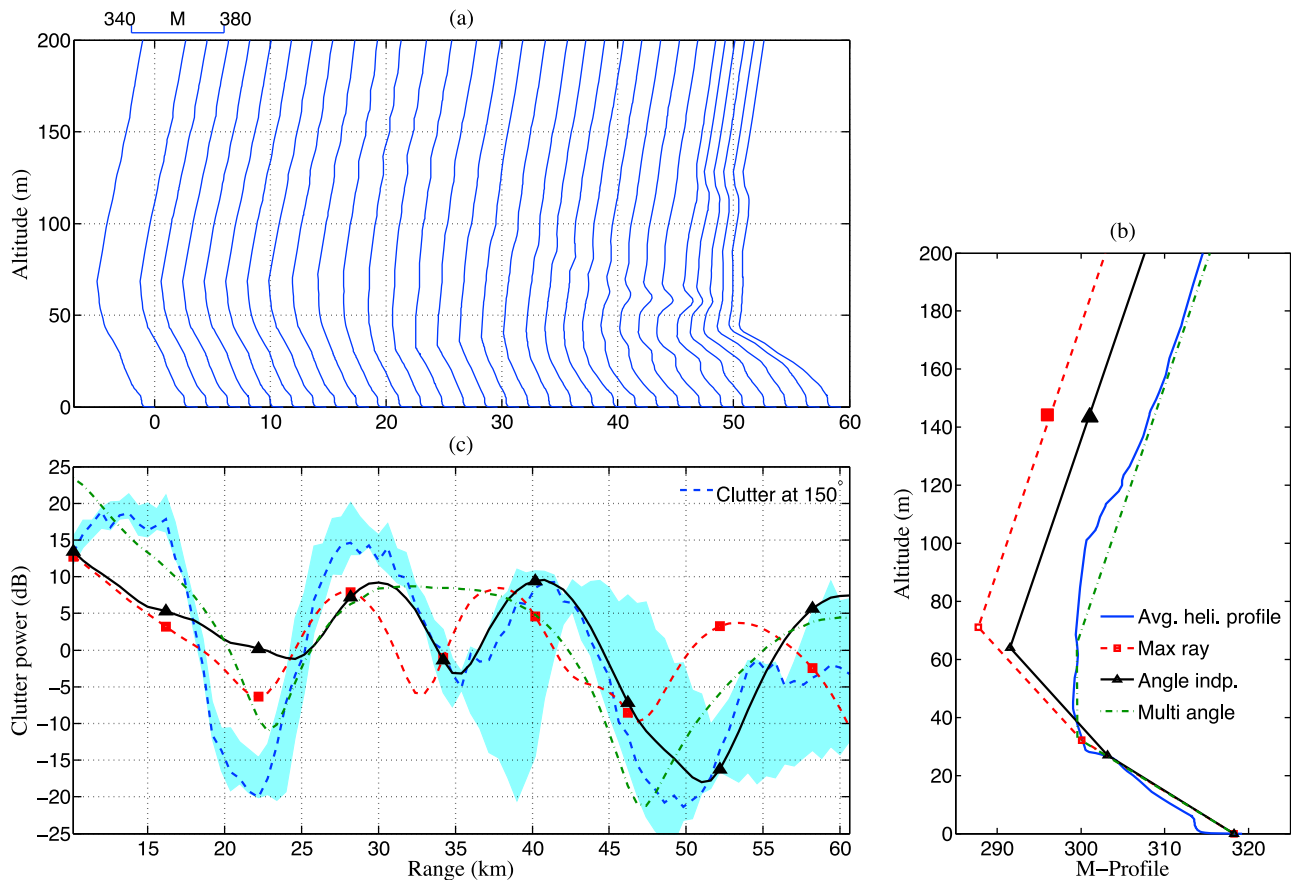 340 M 380
(a)
200
150
100
50
0
Altitude (m)
0 10 20 30 40 50 60
(c)
25
20
15
10
5
0
−5
−10
−15
−20
−25
Clutter power (dB)
Clutter at 150°
15 20 25 30 35 40 45 50 55 60
Range (km)
(b)
200
180
160
140
120
100
80
60
40
20
0
Altitude (m)
Avg. heli. profile
Max ray
Angle indp.
Multi angle
290 300 310 320
M−Profile